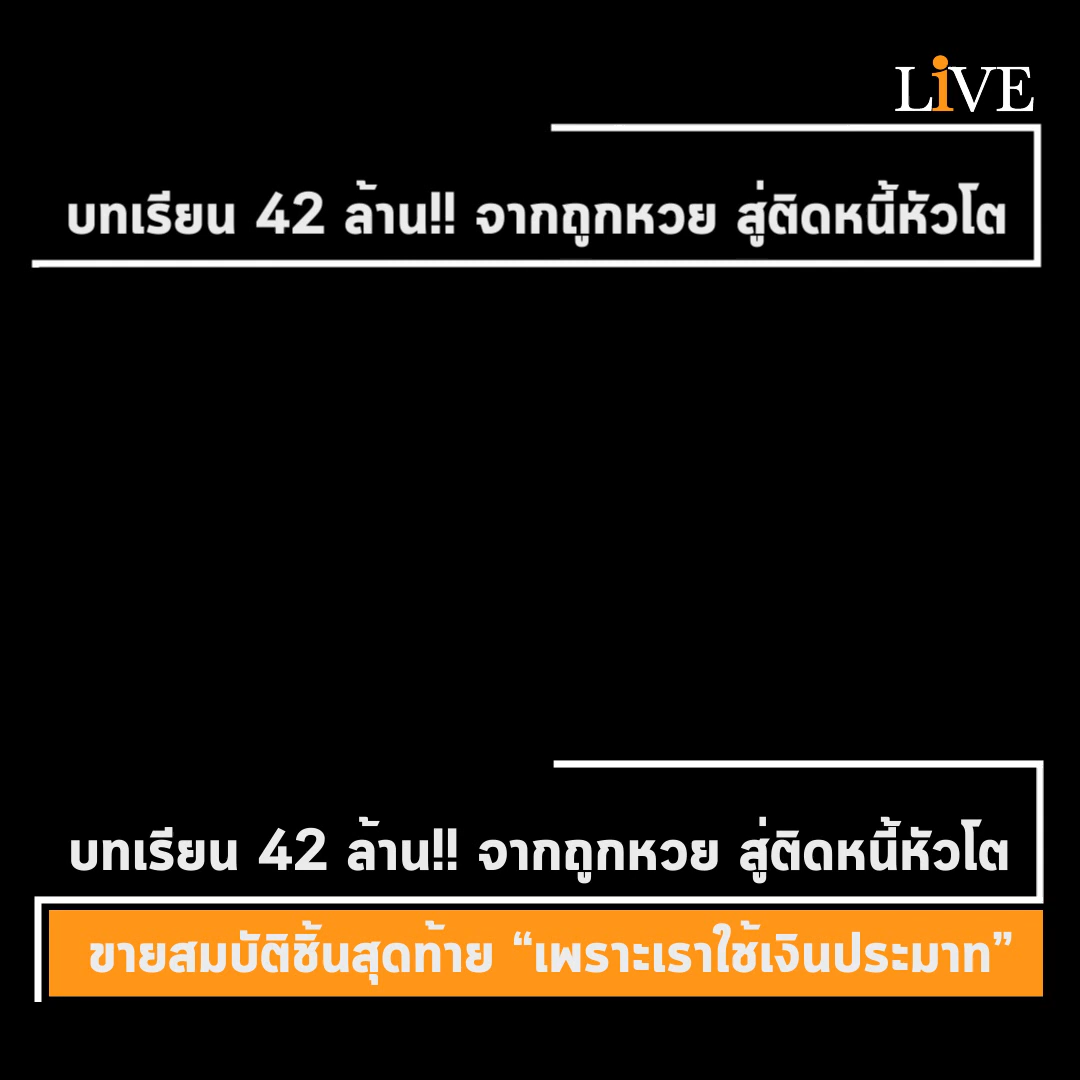 LiVE
บทเรียน 42 ล้าน!! จากถูกหวย สู่ติดหนี้หัวโต
บทเรียน 42 ล้าน!! จากถูกหวย สู่ติดหนี้หัวโต
ขายสมบัติชิ้นสุดท้าย “เพราะเราใช้เงินประมาท”